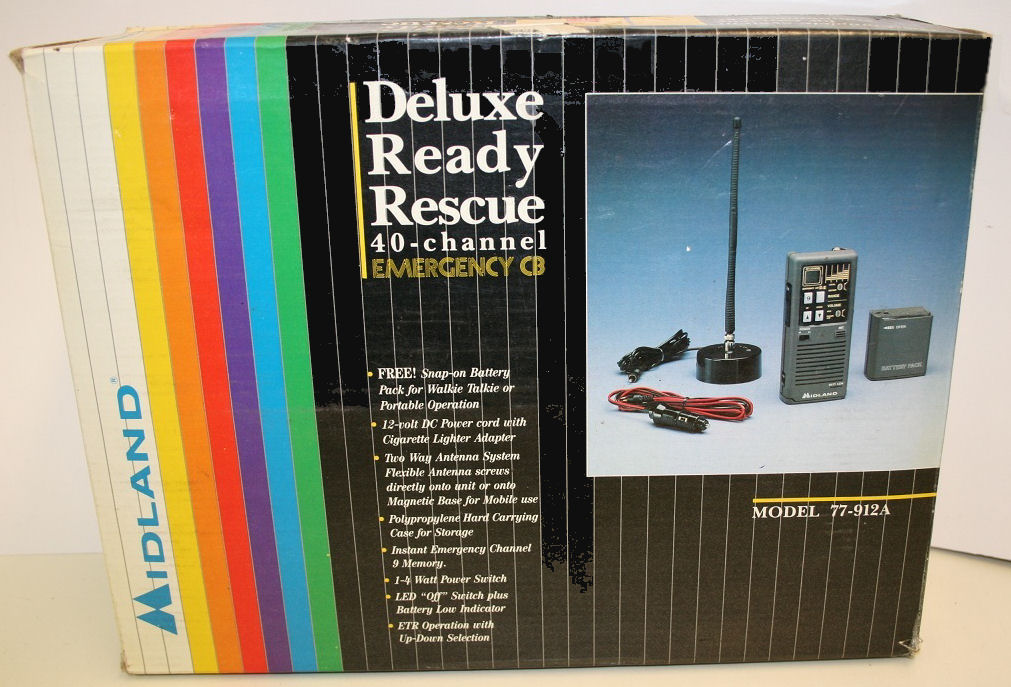 MIDLAND®
Deluxe
Ready
Rescue
40-channel
EMERGENCY CB
• FREE! Snap-on Battery
Pack for Walkie Talkie or
Portable Operation
• 12-volt DC Power cord with
Cigarette Lighter Adapter
• Two Way Antenna System
Flexible Antenna screws
directly onto unit or onto
Magnetic Base for Mobile use
• Polypropylene Hard Carrying
Case for Storage
• Instant Emergency Channel
9 Memory.
• 1-4 Watt Power Switch
• LED "Off" Switch plus
Battery Low Indicator
• ETR Operation with
Up-Down Selection
VOLUME
MIDLAND
OPEN
BATTERY PACK
MODEL 77-912A